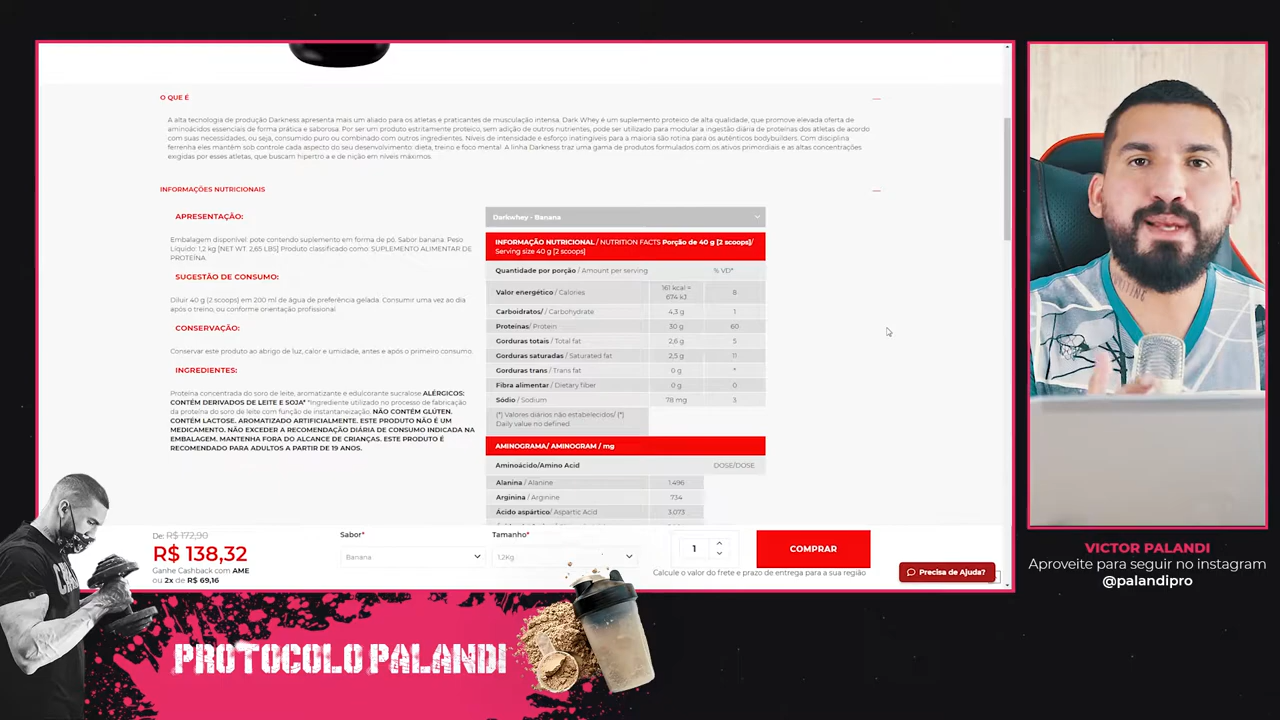 O QUE É
A alta tecnologia de produção Darkness apresenta mais um aliado para os atletas e praticantes de musculação intensa. Dark Whey é um suplemento proteico de alta qualidade, que promove elevada oferta de
aminoácidos essenciais de forma prática e saborosa. Por ser um produto estritamente proteico, sem adição de outros nutrientes, pode ser utilizado para modular a ingestão diária de proteínas dos atletas de acordo
com suas necessidades, ou seja, consumido puro ou combinado com outros ingredientes. Níveis de intensidade e esforço inatingíveis para a maioria são rotina para os autênticos bodybuilders. Com disciplina
ferrenha eles mantém sob controle cada aspecto do seu desenvolvimento: dieta, treino e foco mental. A linha Darkness traz uma gama de produtos formulados com os ativos primordiais e as altas concentrações
exigidas por esses atletas, que buscam hipertro a e de nição em níveis máximos.
INFORMAÇÕES NUTRICIONAIS
APRESENTAÇÃO:
Embalagem disponível: pote contendo suplemento em forma de pó. Sabor banana. Peso
Líquido: 1,2 kg [NET WT. 2,65 LBS] Produto classificado como: SUPLEMENTO ALIMENTAR DE
PROTEÍNA.
SUGESTÃO DE CONSUMO:
Diluir 40 g [2 scoops] em 200 ml de água de preferência gelada. Consumir uma vez ao dia
após o treino, ou conforme orientação profissional.
CONSERVAÇÃO:
Conservar este produto ao abrigo de luz, calor e umidade, antes e após o primeiro consumo.
INGREDIENTES:
Proteína concentrada do soro de leite, aromatizante e edulcorante sucralose. ALÉRGICOS:
CONTÉM DERIVADOS DE LEITE E SOJA* *Ingrediente utilizado no processo de fabricação
da proteína do soro de leite com função de instantaneização. NÃO CONTÉM GLÚTEN.
CONTÉM LACTOSE. AROMATIZADO ARTIFICIALMENTE. ESTE PRODUTO NÃO É UM
MEDICAMENTO. NÃO EXCEDER A RECOMENDAÇÃO DIÁRIA DE CONSUMO INDICADA NA
EMBALAGEM. MANTENHA FORA DO ALCANCE DE CRIANÇAS. ESTE PRODUTO É
RECOMENDADO PARA ADULTOS A PARTIR DE 19 ANOS.
Darkwhey - Banana
INFORMAÇÃO NUTRICIONAL / NUTRITION FACTS Porção de 40 g [2 scoops]/
Serving size 40 g [2 scoops]
Quantidade por porção / Amount per serving % VD*
Valor energético / Calories 161 kcal = 674 kJ 8
Carboidratos/ / Carbohydrate 4,3 g 1
Proteínas/ Protein 30 g 60
Gorduras totais / Total fat 2,6 g 5
Gorduras saturadas / Saturated fat 2,5 g 11
Gorduras trans / Trans fat 0 g *
Fibra alimentar / Dietary fiber 0 g 0
Sódio / Sodium 78 mg 3
(*) Valores diários não estabelecidos/ (*)
Daily value no defined
AMINOGRAMA/ AMINOGRAM / mg
Aminoácido/Amino Acid DOSE/DOSE
Alanina / Alanine 1.496
Arginina / Arginine 734
Ácido aspártico/ Aspartic Acid 3.073
De: R$ 172,90
R$ 138,32
Ganhe Cashback com AME
ou 2x de R$ 69,16
Sabor*
Banana
Tamanho*
1,2Kg
1
COMPRAR
Calcule o valor do frete e prazo de entrega para a sua região
Precisa de Ajuda?
VICTOR PALANDI
Aproveite para seguir no instagram
@palandipro
PROTOCOLO PALANDI